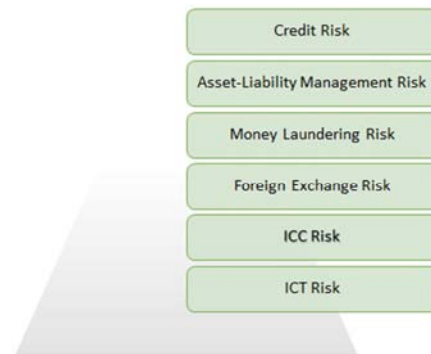 Credit Risk
Asset-Liability Management Risk
Money Laundering Risk
Foreign Exchange Risk
ICC Risk
ICT Risk